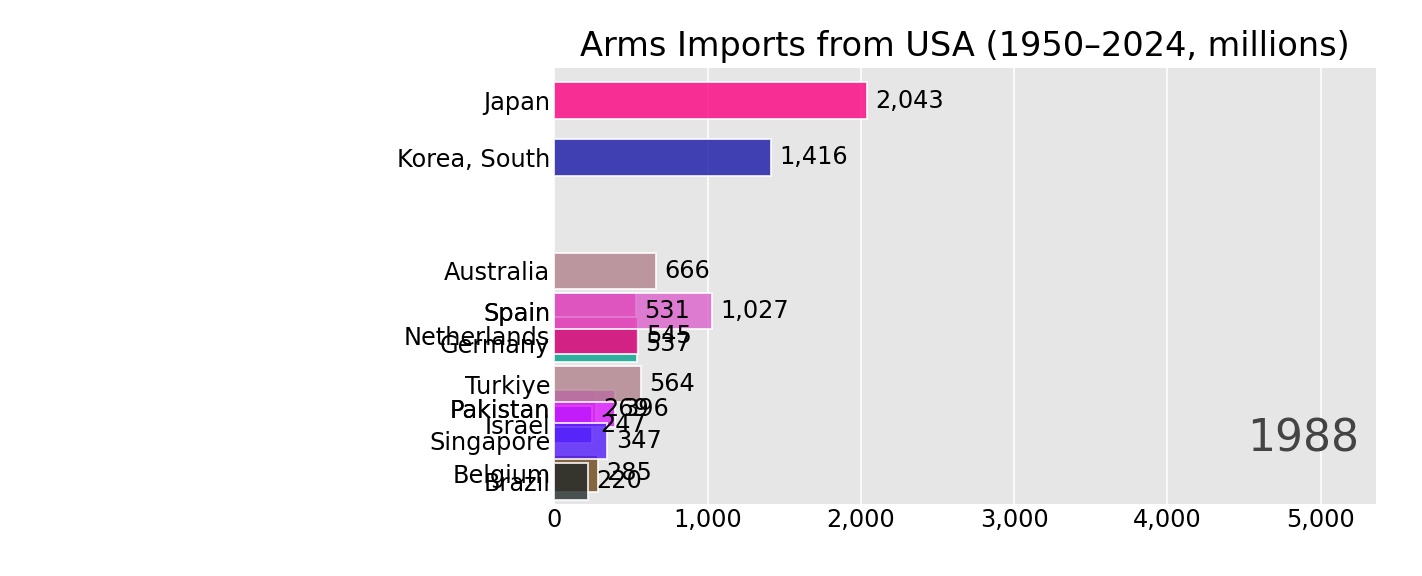 Arms Imports from USA (1950–2024, millions)
Japan 2,043
Korea, South 1,416
Australia 666
Spain 531 1,027
Netherlands 545
Germany 537
Turkiye 564
Pakistan 269 396
Israel 247
Singapore 347
1988
Belgium 285
Brazil 220
0 1,000 2,000 3,000 4,000 5,000